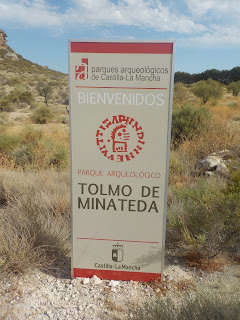 parques arqueológicos
de Castilla-La Mancha
BIENVENIDOS
PARQUE ARQUEOLÓGICO
TOLMO DE
MINATEDA
Castilla-La Mancha